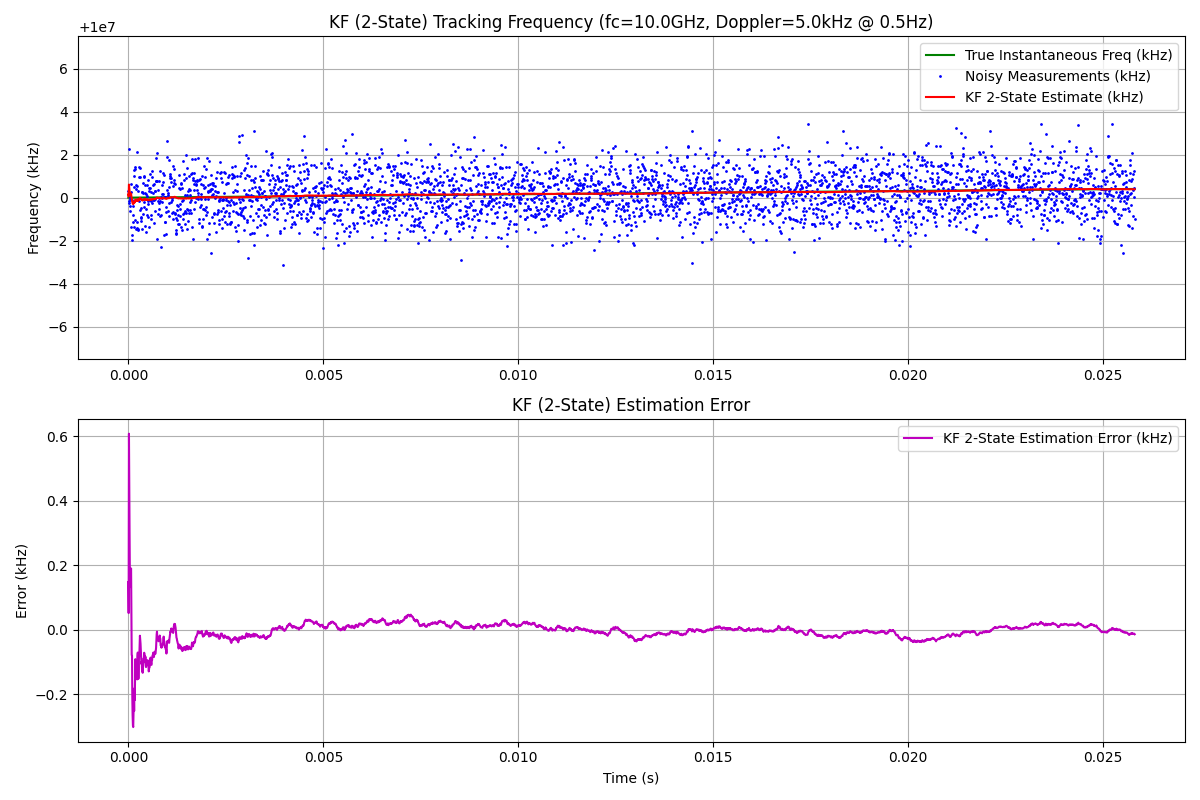 KF (2-State) Tracking Frequency (fc=10.0GHz, Doppler=5.0kHz @ 0.5Hz)
+1e7
True Instantaneous Freq (kHz)
Noisy Measurements (kHz)
KF 2-State Estimate (kHz)
Frequency (kHz)
6
4
2
0
−2
−4
−6
0.000 0.005 0.010 0.015 0.020 0.025
KF (2-State) Estimation Error
KF 2-State Estimation Error (kHz)
Error (kHz)
0.6
0.4
0.2
0.0
−0.2
0.000 0.005 0.010 0.015 0.020 0.025
Time (s)